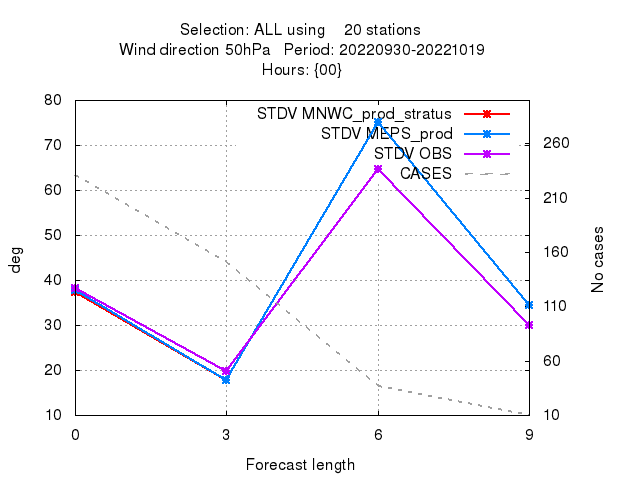 Selection: ALL using 20 stations
Wind direction 50hPa Period: 20220930-20221019
Hours: {00}
STDV MNWC_prod_stratus
STDV MEPS_prod
STDV OBS
CASES
80
70
60
50
40
30
20
10
260
210
160
110
60
10
deg
No cases
0 3 6 9
Forecast length